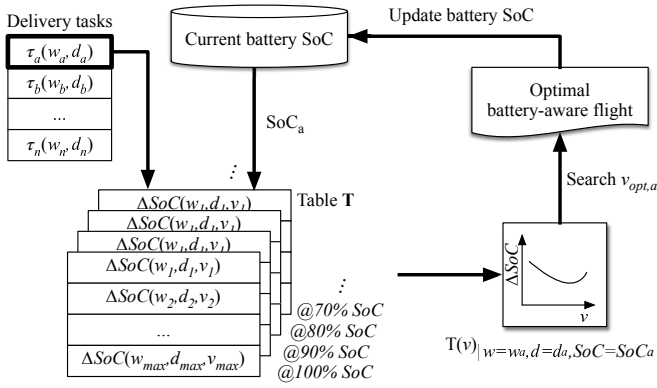 Delivery tasks
τa(wa,da)
τb(wb,db)
...
τn(wn,dn)
Current battery SoC
Update battery SoC
Optimal
battery-aware flight
SoCa
Search vopt,a
...
Table T
ΔSoC(w1,d1,v1)
ΔSoC(w1,d1,v1)
ΔSoC(w1,d1,v1)
ΔSoC(w1,d1,v1)
ΔSoC(w2,d2,v2)
...
ΔSoC(wmax,dmax,vmax)
...
@70% SoC
@80% SoC
@90% SoC
@100% SoC
ΔSoC
v
T(v)| w=wa,d=da,SoC=SoCa